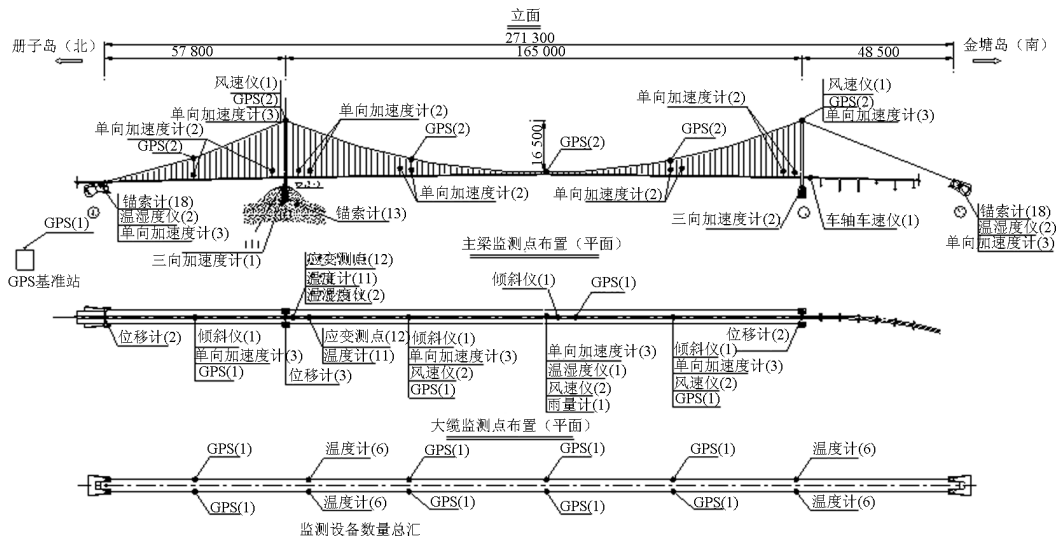 立面
册子岛（北）
271 300
金塘岛（南）
57 800
165 000
48 500
风速仪(1)
GPS(2)
单向加速度计(3)
单向加速度计(2)
GPS(2)
单向加速度计(2)
GPS(2)
16 500
GPS(2)
单向加速度计(2)
GPS(2)
风速仪(1)
GPS(2)
单向加速度计(3)
单向加速度计(2)
单向加速度计(2)
锚索计(18)
温湿度仪(2)
单向加速度计(3)
锚索计(13)
三向加速度计(1)
三向加速度计(2)
车轴车速仪(1)
锚索计(18)
温湿度仪(2)
单向加速度计(3)
GPS(1)
GPS基准站
主梁监测点布置（平面）
应变测点(12)
温度计(11)
温湿度仪(2)
倾斜仪(1)
GPS(1)
位移计(2)
倾斜仪(1)
单向加速度计(3)
GPS(1)
位移计(3)
应变测点(12)
温度计(11)
倾斜仪(1)
单向加速度计(3)
风速仪(2)
GPS(1)
单向加速度计(3)
温湿度仪(1)
风速仪(2)
雨量计(1)
倾斜仪(1)
单向加速度计(3)
风速仪(2)
GPS(1)
位移计(2)
大缆监测点布置（平面）
GPS(1)
温度计(6)
GPS(1)
GPS(1)
GPS(1)
温度计(6)
GPS(1)
温度计(6)
GPS(1)
GPS(1)
GPS(1)
温度计(6)
监测设备数量总汇